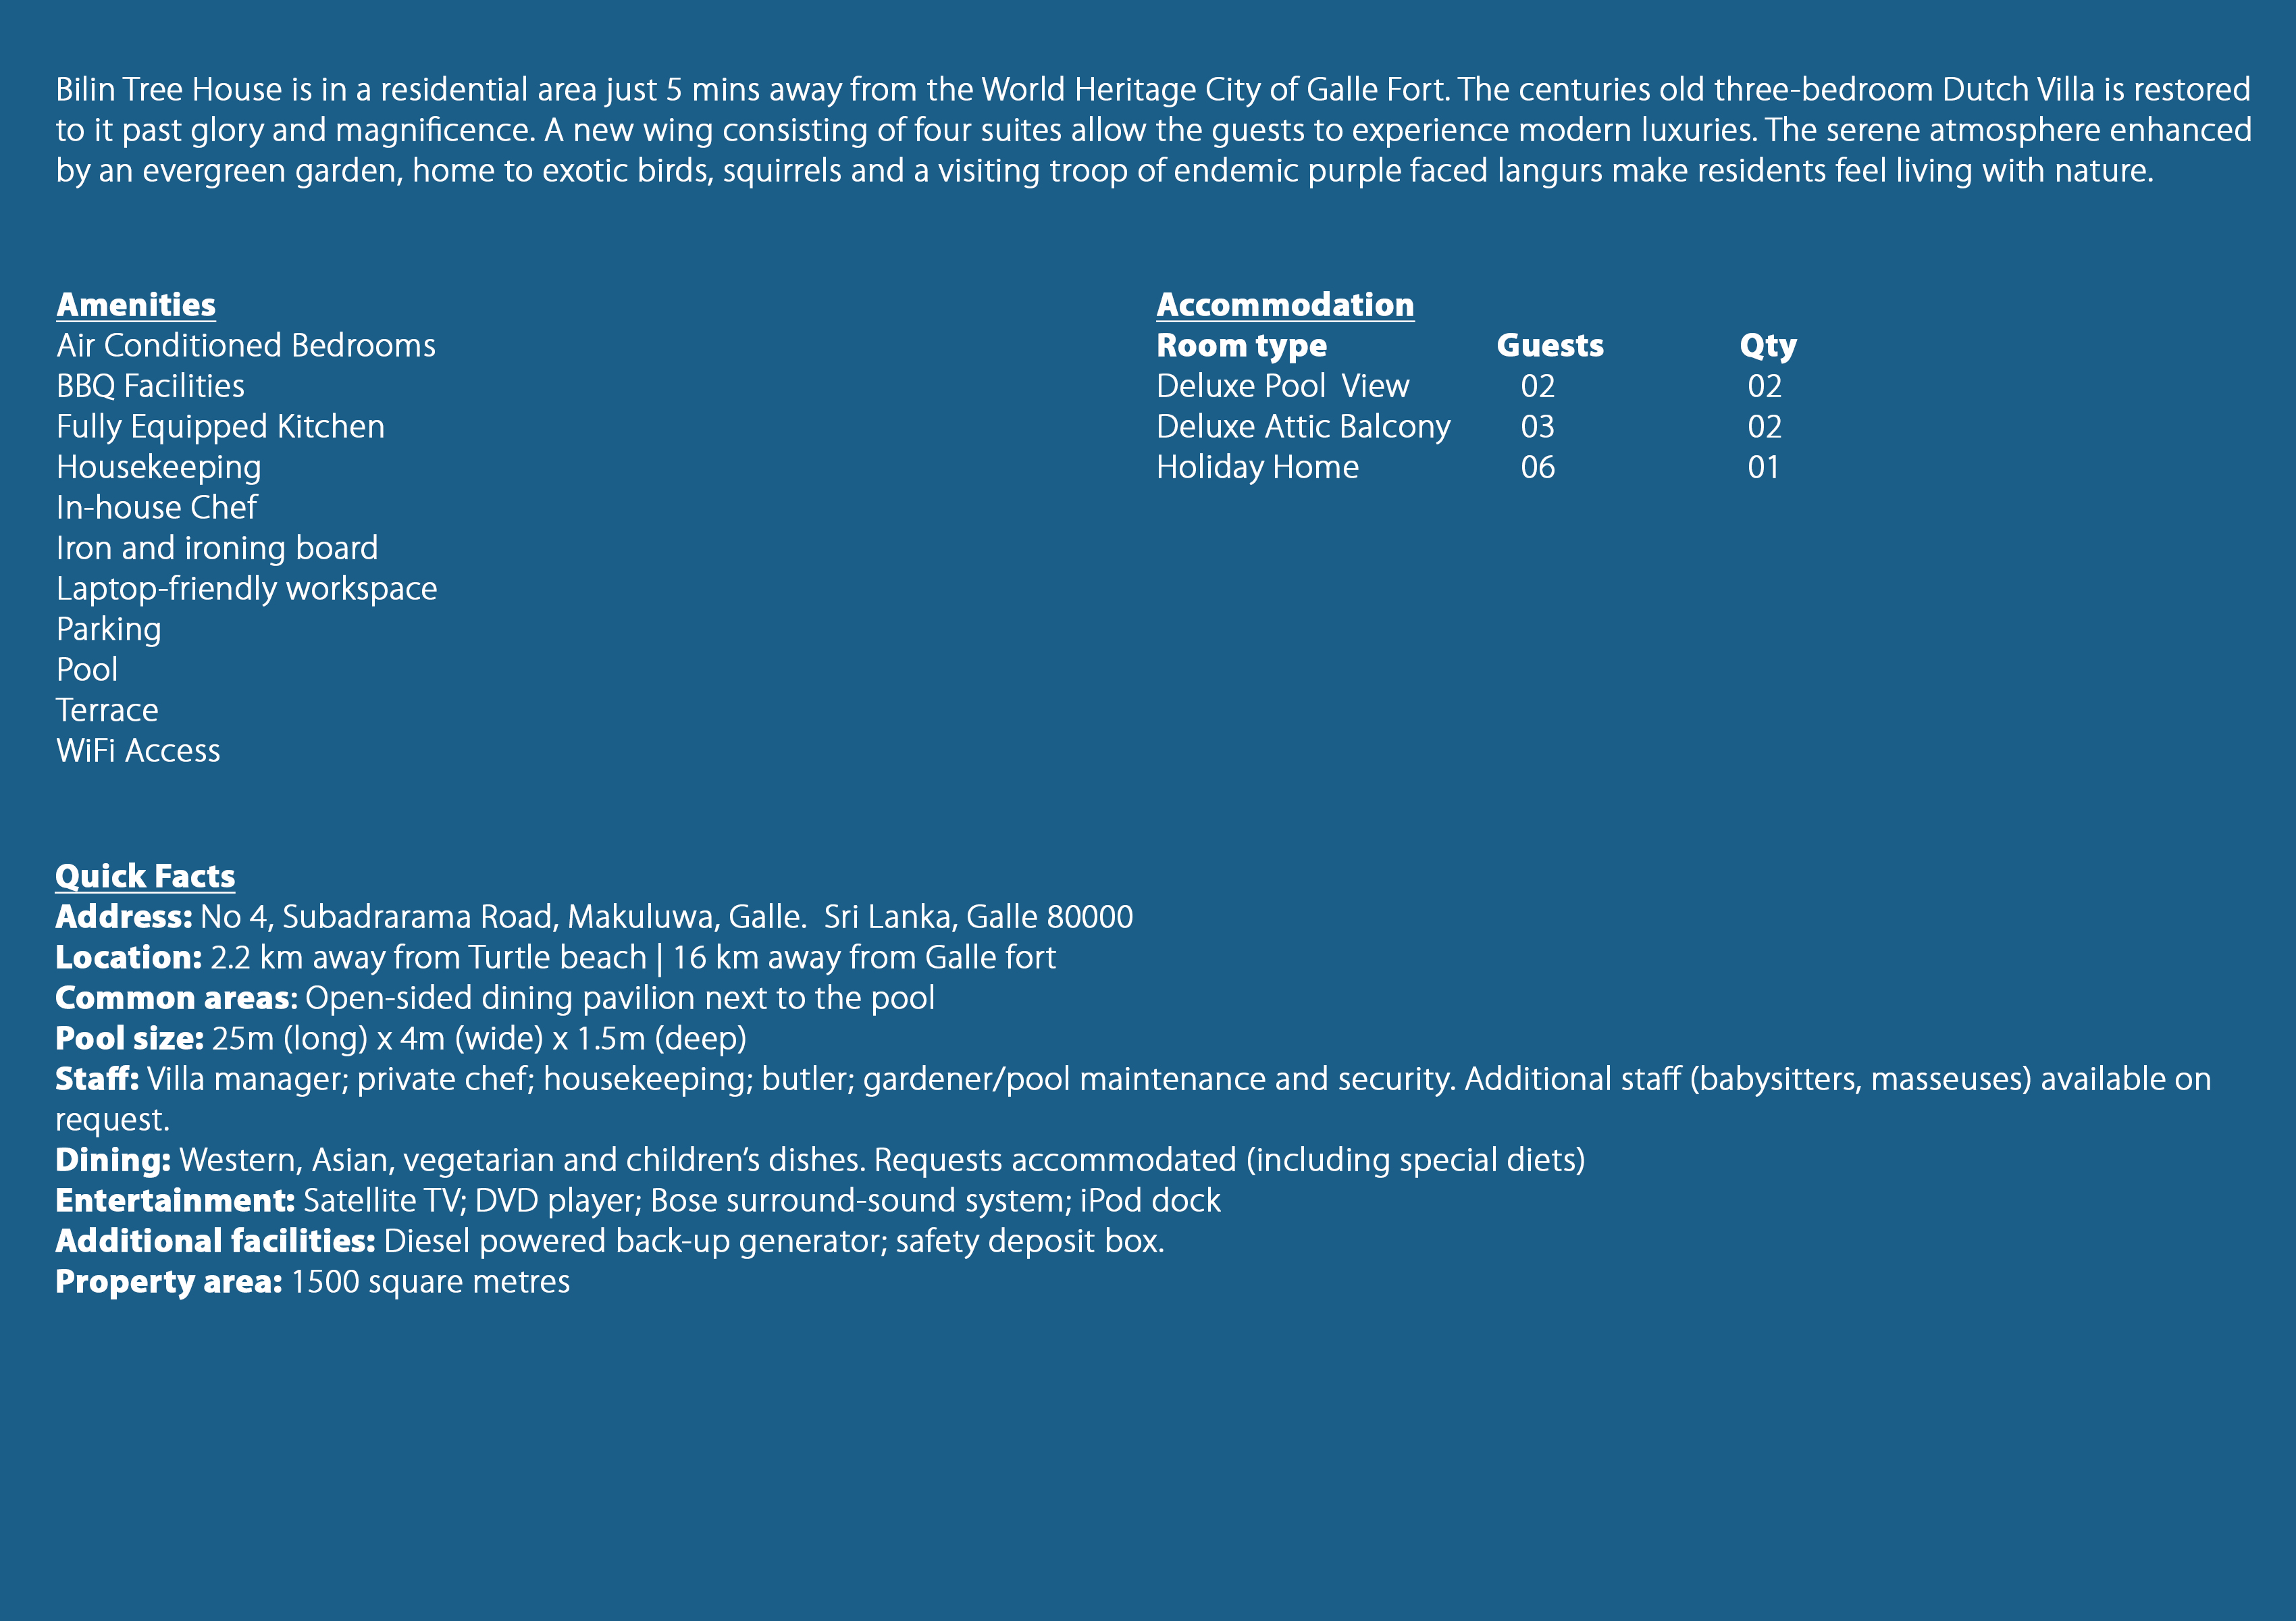 Bilin Tree House is in a residential area just 5 mins away from the World Heritage City of Galle Fort. The centuries old three-bedroom Dutch Villa is restored
to it past glory and magnificence. A new wing consisting of four suites allow the guests to experience modern luxuries. The serene atmosphere enhanced
by an evergreen garden, home to exotic birds, squirrels and a visiting troop of endemic purple faced langurs make residents feel living with nature.
Amenities
Air Conditioned Bedrooms
BBQ Facilities
Fully Equipped Kitchen
Housekeeping
In-house Chef
Iron and ironing board
Laptop-friendly workspace
Parking
Pool
Terrace
WiFi Access
Accommodation
Room type Guests Qty
Deluxe Pool View 02 02
Deluxe Attic Balcony 03 02
Holiday Home 06 01
Quick Facts
Address: No 4, Subadrarama Road, Makuluwa, Galle. Sri Lanka, Galle 80000
Location: 2.2 km away from Turtle beach | 16 km away from Galle fort
Common areas: Open-sided dining pavilion next to the pool
Pool size: 25m (long) x 4m (wide) x 1.5m (deep)
Staff: Villa manager; private chef; housekeeping; butler; gardener/pool maintenance and security. Additional staff (babysitters, masseuses) available on
request.
Dining: Western, Asian, vegetarian and children‘s dishes. Requests accommodated (including special diets)
Entertainment: Satellite TV; DVD player; Bose surround-sound system; iPod dock
Additional facilities: Diesel powered back-up generator; safety deposit box.
Property area: 1500 square metres